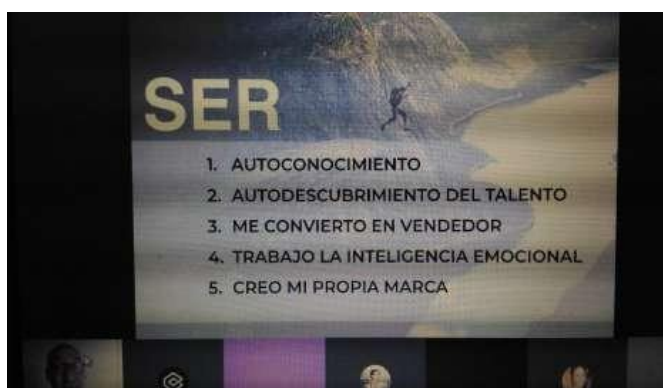 SER
1. AUTOCONOCIMIENTO
2. AUTODESCUBRIMIENTO DEL TALENTO
3. ME CONVIERTO EN VENDEDOR
4. TRABAJO LA INTELIGENCIA EMOCIONAL
5. CREO MI PROPIA MARCA